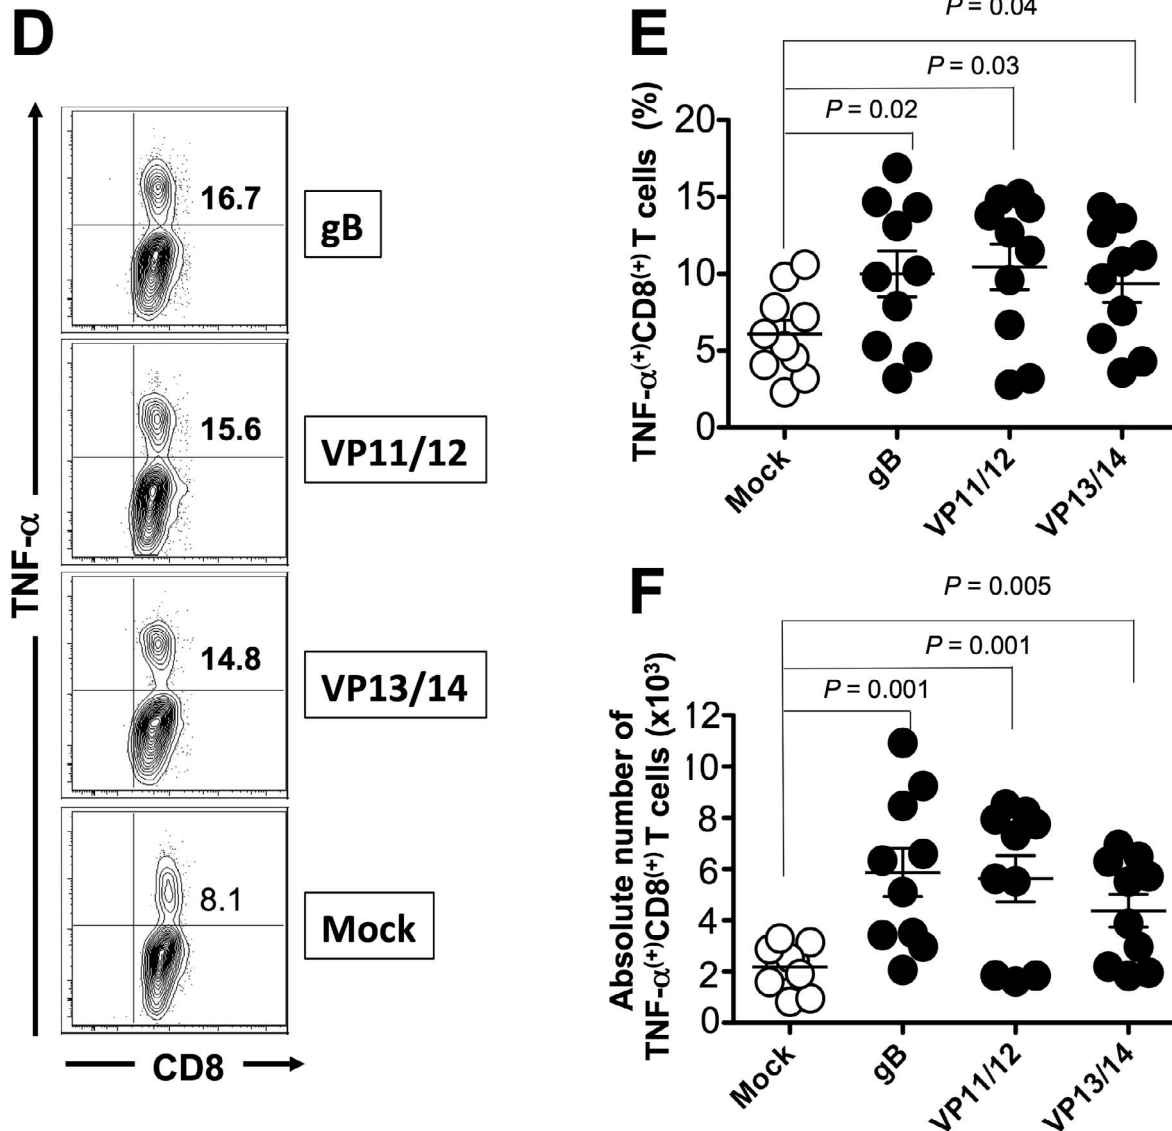 D
TNF-α
16.7
gB
15.6
VP11/12
14.8
VP13/14
8.1
Mock
CD8
E
P = 0.04
P = 0.03
P = 0.02
TNF-α(+)CD8(+) T cells (%)
20
15
10
5
0
Mock
gB
VP11/12
VP13/14
F
P = 0.005
P = 0.001
P = 0.001
Absolute number of
TNF-α(+)CD8(+) T cells (x10³)
12
10
8
6
4
2
0
Mock
gB
VP11/12
VP13/14